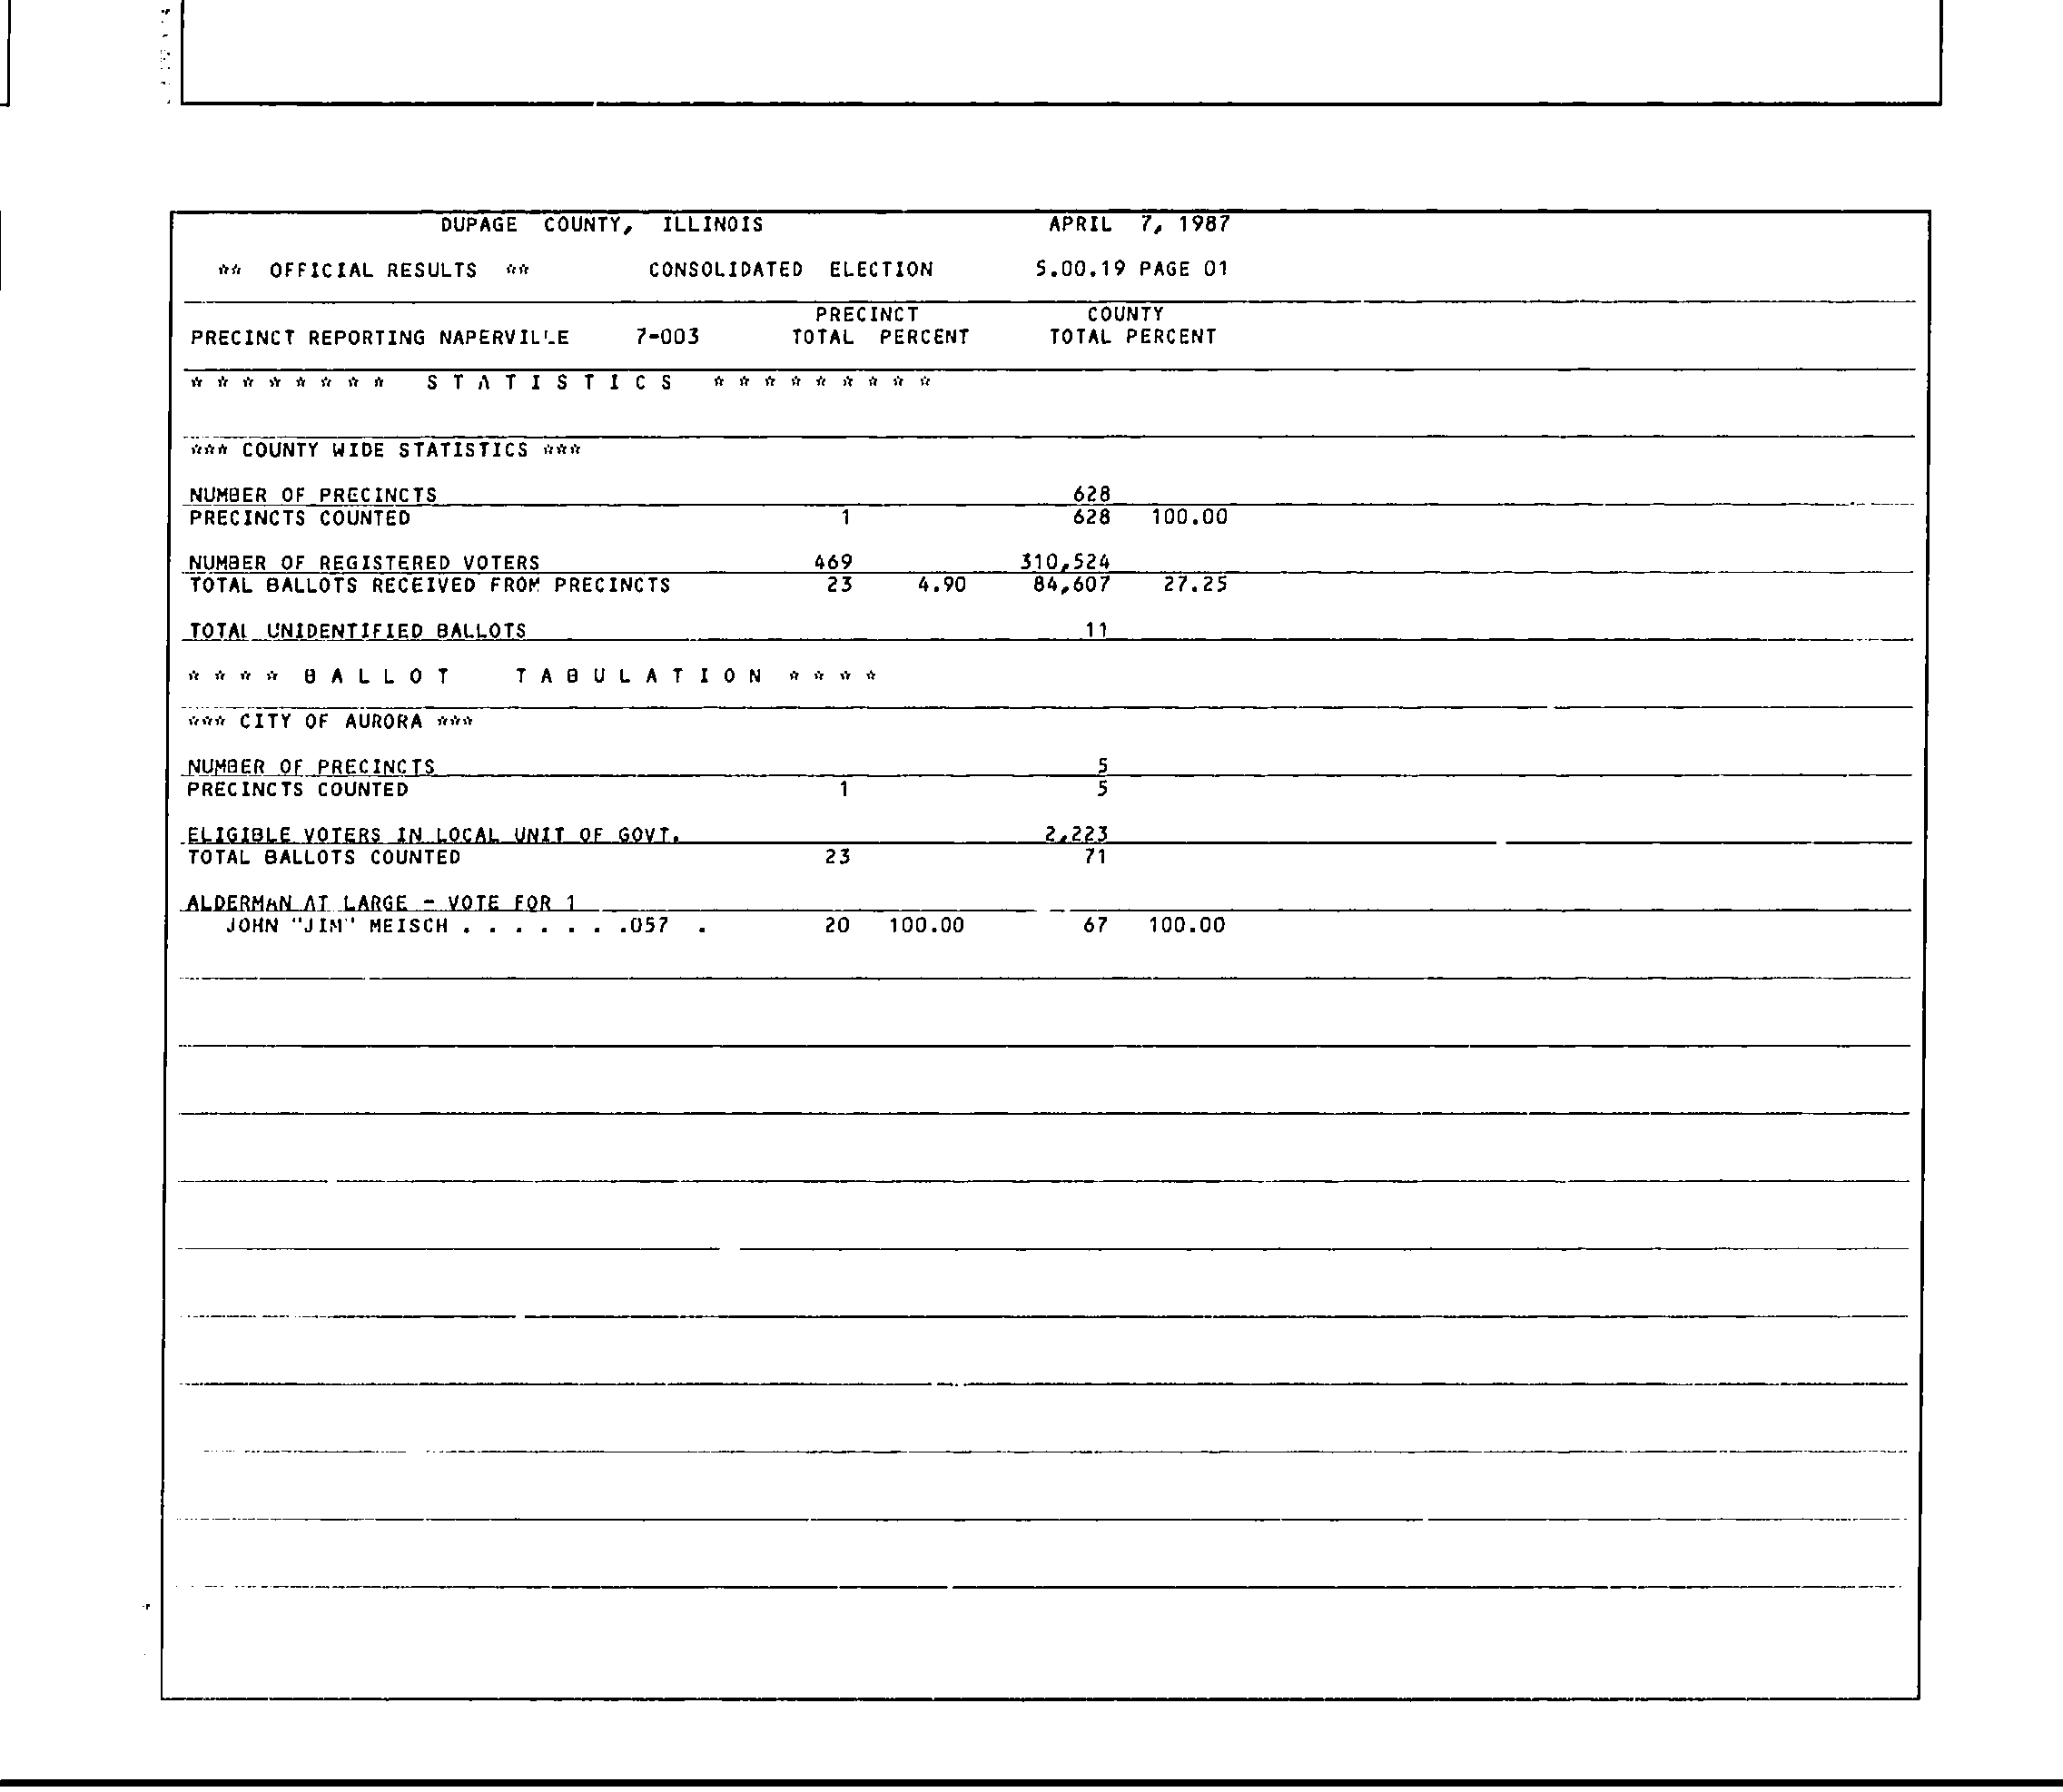 DUPAGE COUNTY, ILLINOIS APRIL 7, 1987
** OFFICIAL RESULTS ** CONSOLIDATED ELECTION S.00.19 PAGE 01
PRECINCT COUNTY
PRECINCT REPORTING NAPERVILLE 7-003 TOTAL PERCENT TOTAL PERCENT
* * * * * * * * S T A T I S T I C S * * * * * * * * *
*** COUNTY WIDE STATISTICS ***
NUMBER OF PRECINCTS 628
PRECINCTS COUNTED 1 628 100.00
NUMBER OF REGISTERED VOTERS 469 310,524
TOTAL BALLOTS RECEIVED FROM PRECINCTS 23 4.90 84,607 27.25
TOTAL UNIDENTIFIED BALLOTS 11
* * * * B A L L O T T A B U L A T I O N * * * *
*** CITY OF AURORA ***
NUMBER OF PRECINCTS 5
PRECINCTS COUNTED 1 5
ELIGIBLE VOTERS IN LOCAL UNIT OF GOVT. 2,223
TOTAL BALLOTS COUNTED 23 71
ALDERMAN AT LARGE - VOTE FOR 1
JOHN "JIM" MEISCH . . . . . . .057 . 20 100.00 67 100.00